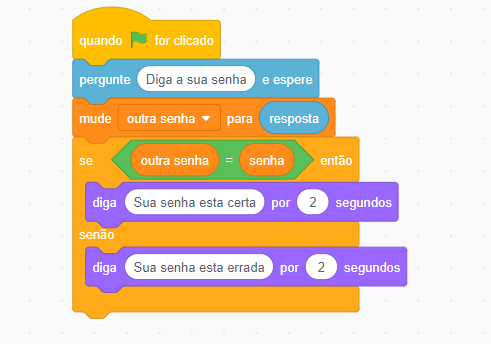 quando for clicado
pergunte Diga a sua senha e espere
mude outra senha para resposta
se outra senha = senha então
diga Sua senha esta certa por 2 segundos
senão
diga Sua senha esta errada por 2 segundos